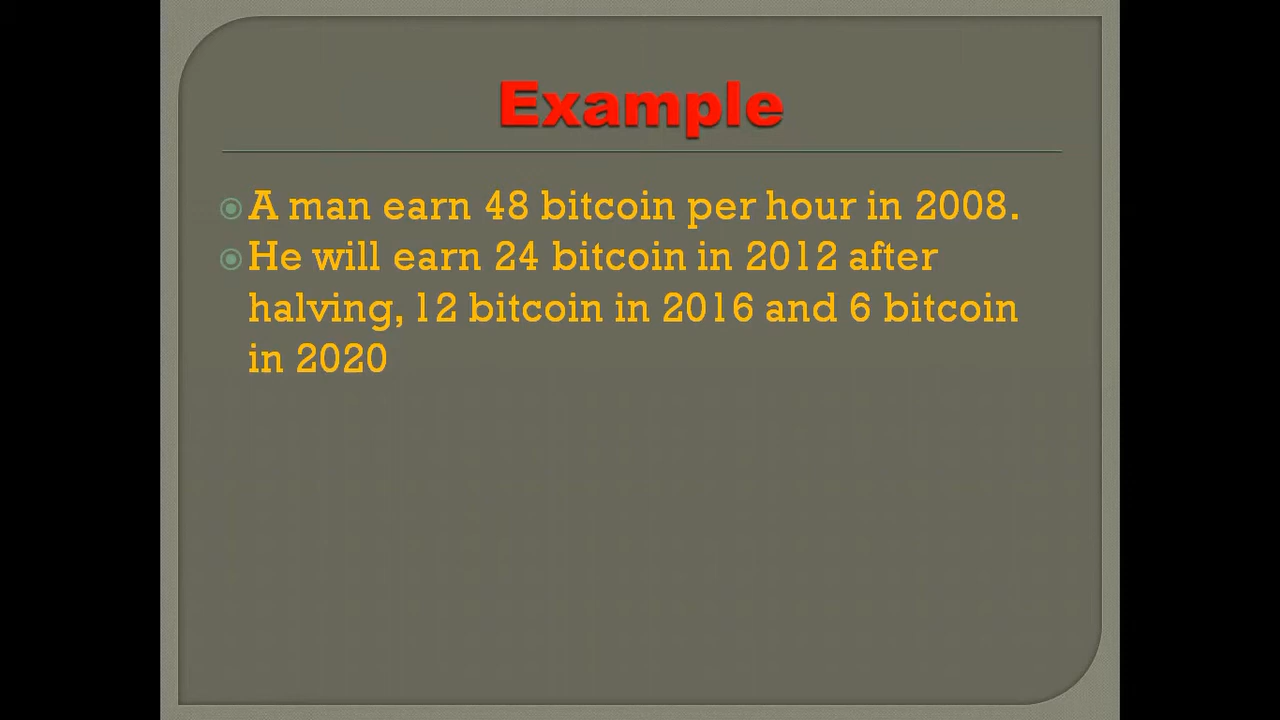 Example
A man earn 48 bitcoin per hour in 2008.
He will earn 24 bitcoin in 2012 after
halving, 12 bitcoin in 2016 and 6 bitcoin
in 2020